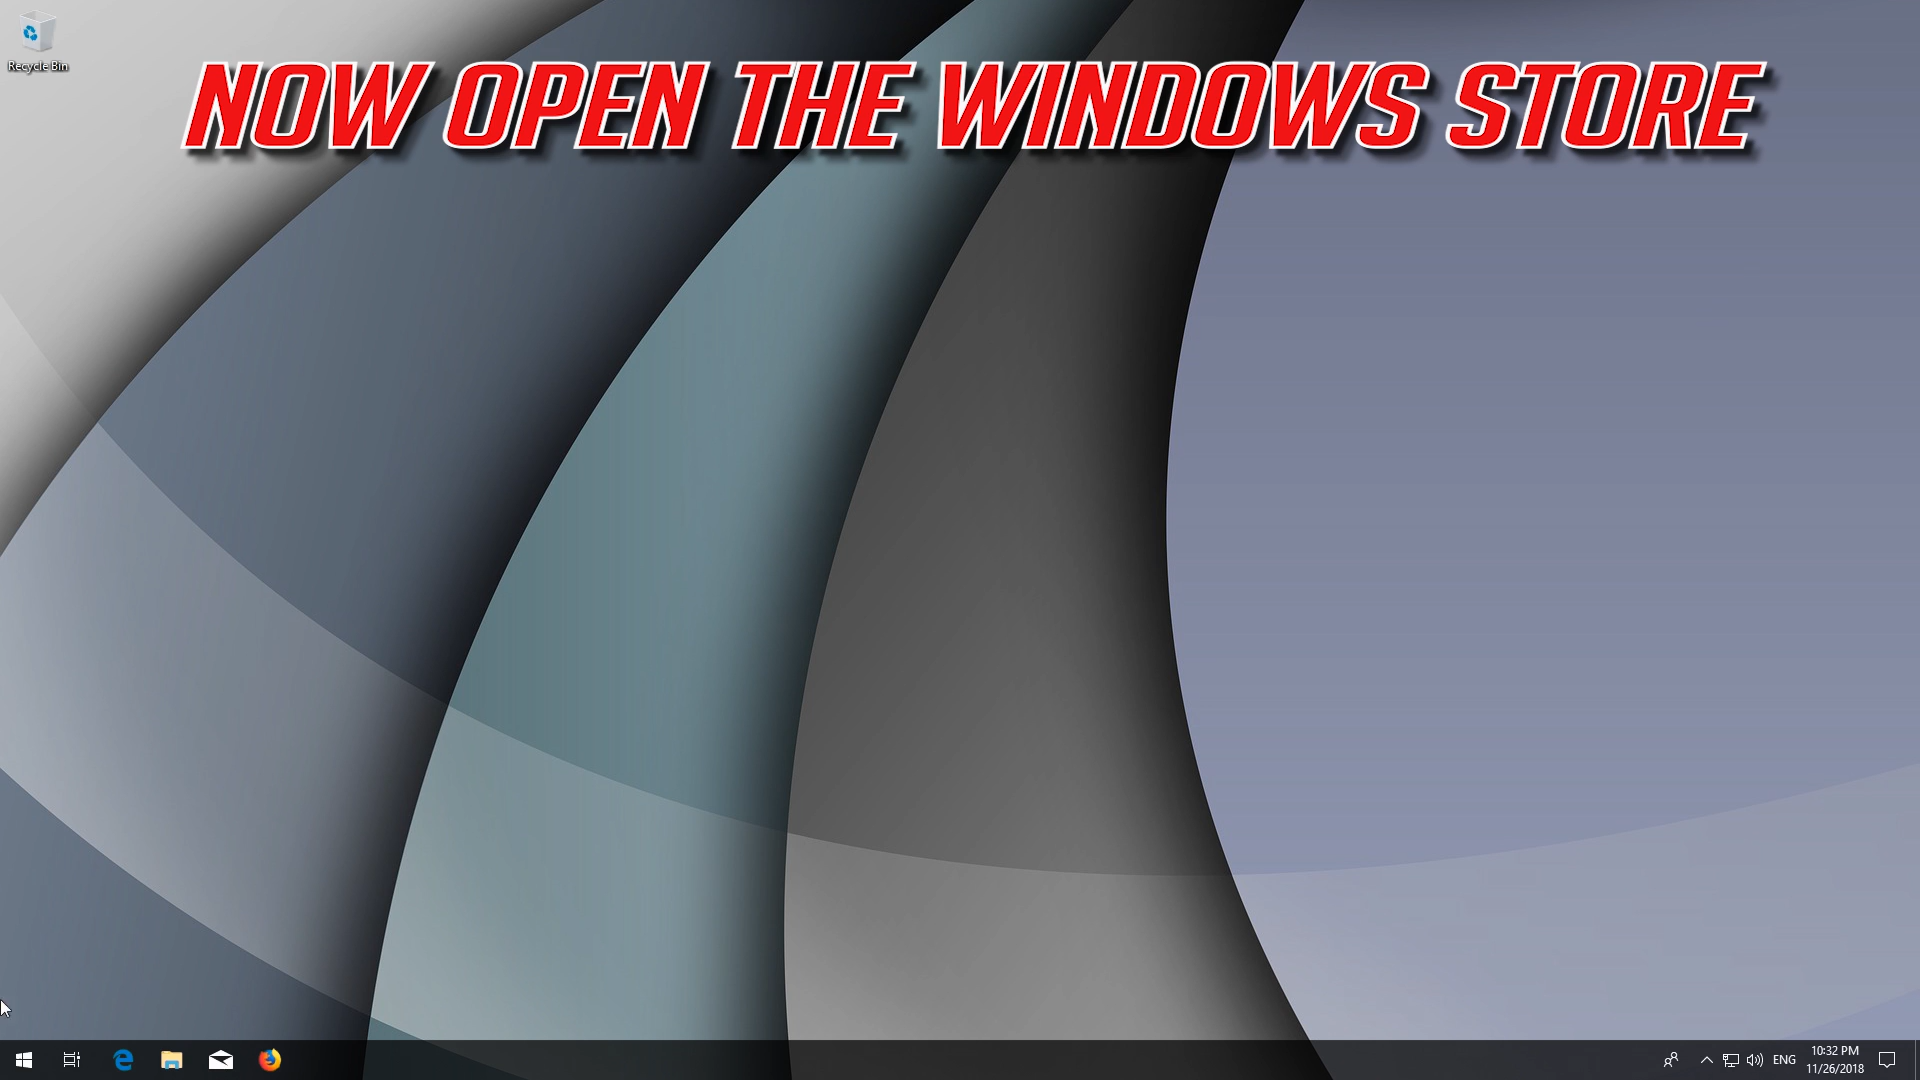 Recycle Bin
NOW OPEN THE WINDOWS STORE
ENG
10:32 PM
11/26/2018